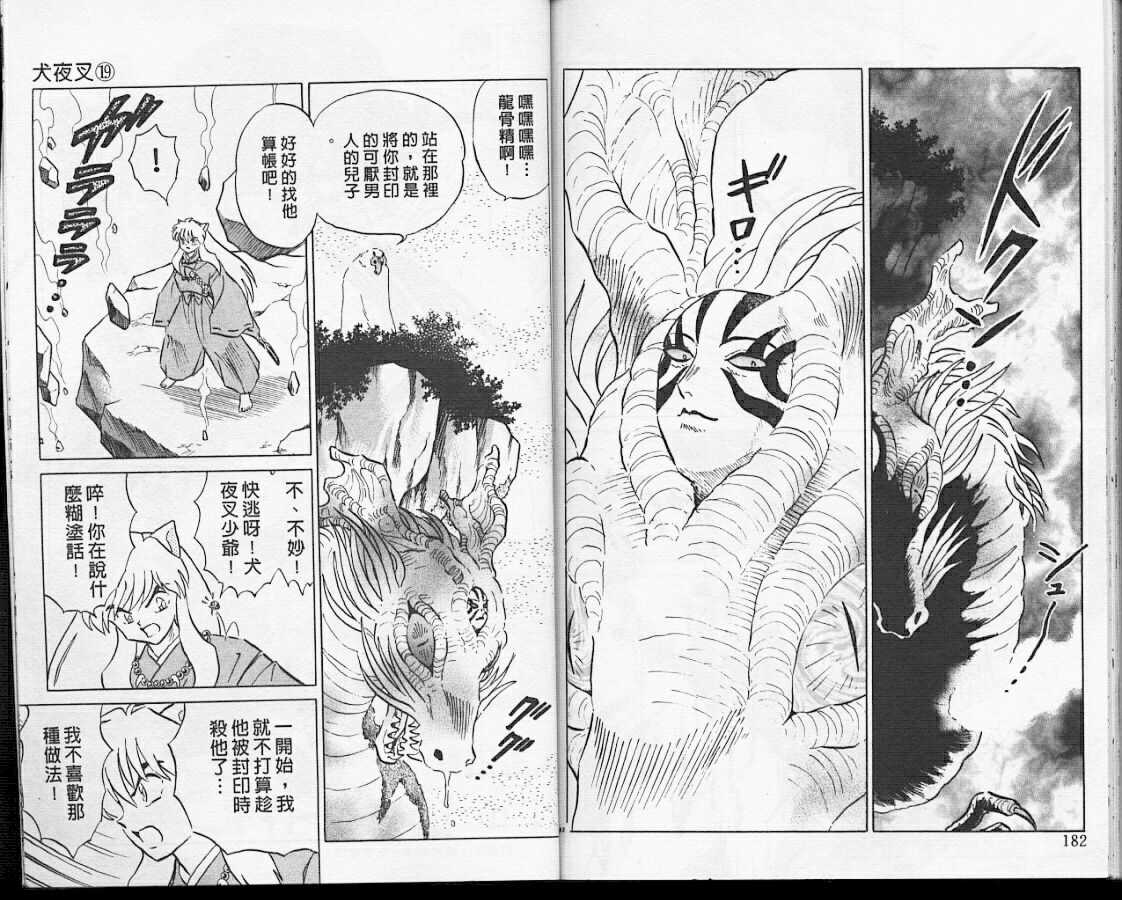 犬夜叉⑲
ドク
・・・
シュー
・・・
ギロ
・・・
嘿嘿嘿嘿…
龍骨精啊！
站在那裡
的，就是
將你封印
的可厭男
人的兒子
。
好好的找他
算帳吧！
！
ガラララ
・・・
ググ
・・・
不、不妙！
快逃呀！犬
夜叉少爺！
啐！你在說什
麼糊塗話！
一開始，我
就不打算趁
他被封印時
殺他了…
我不喜歡那
種做法！
182